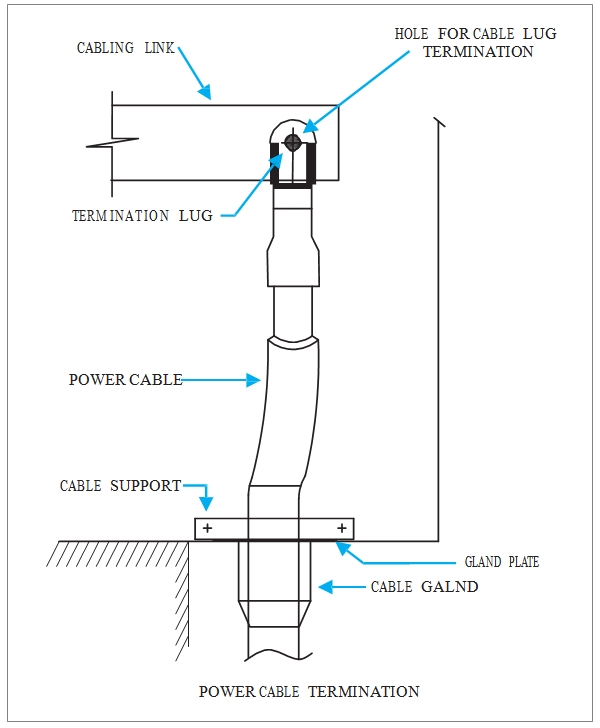 HOLE FOR CABLE LUG
TERMINATION
CABLING LINK
TERMINATION LUG
POWER CABLE
CABLE SUPPORT
GLAND PLATE
CABLE GALND
POWER CABLE TERMINATION